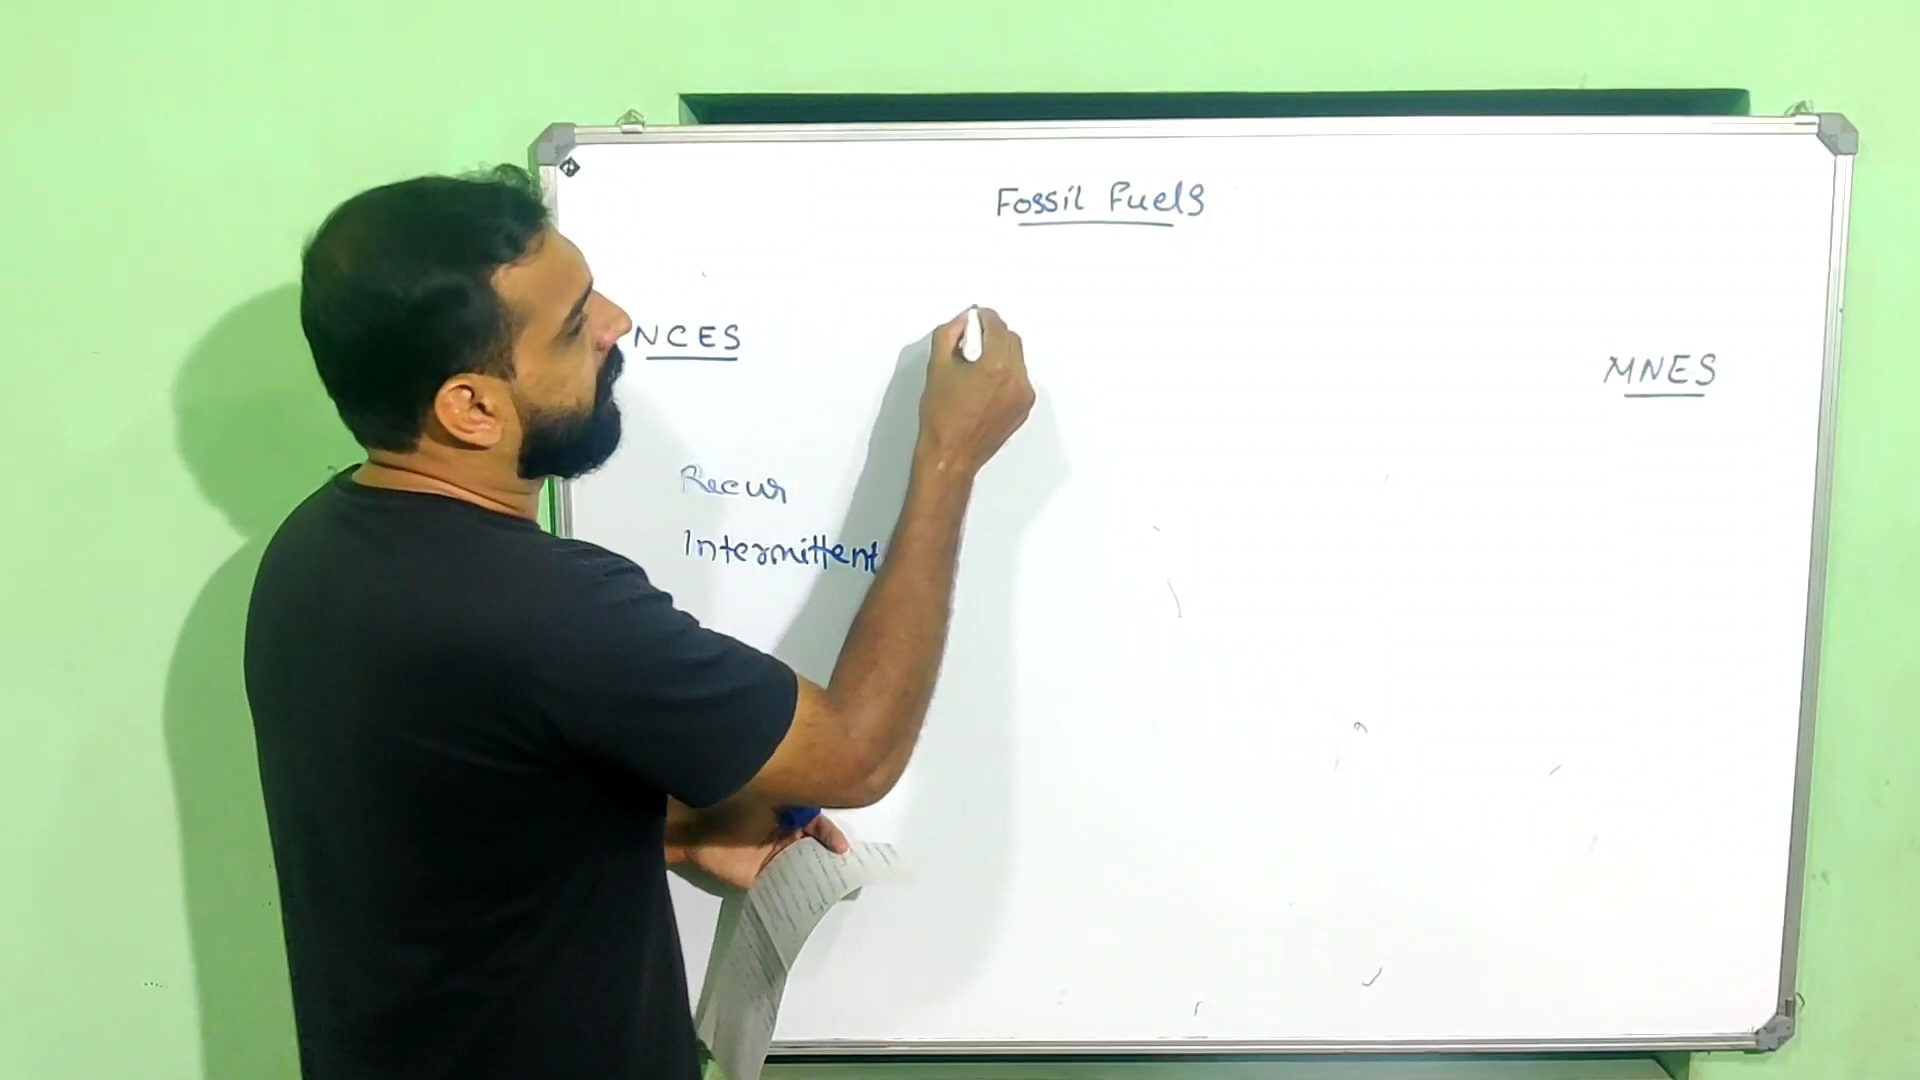 Fossil Fuels
NCES
MNES
Recur
Intermittent